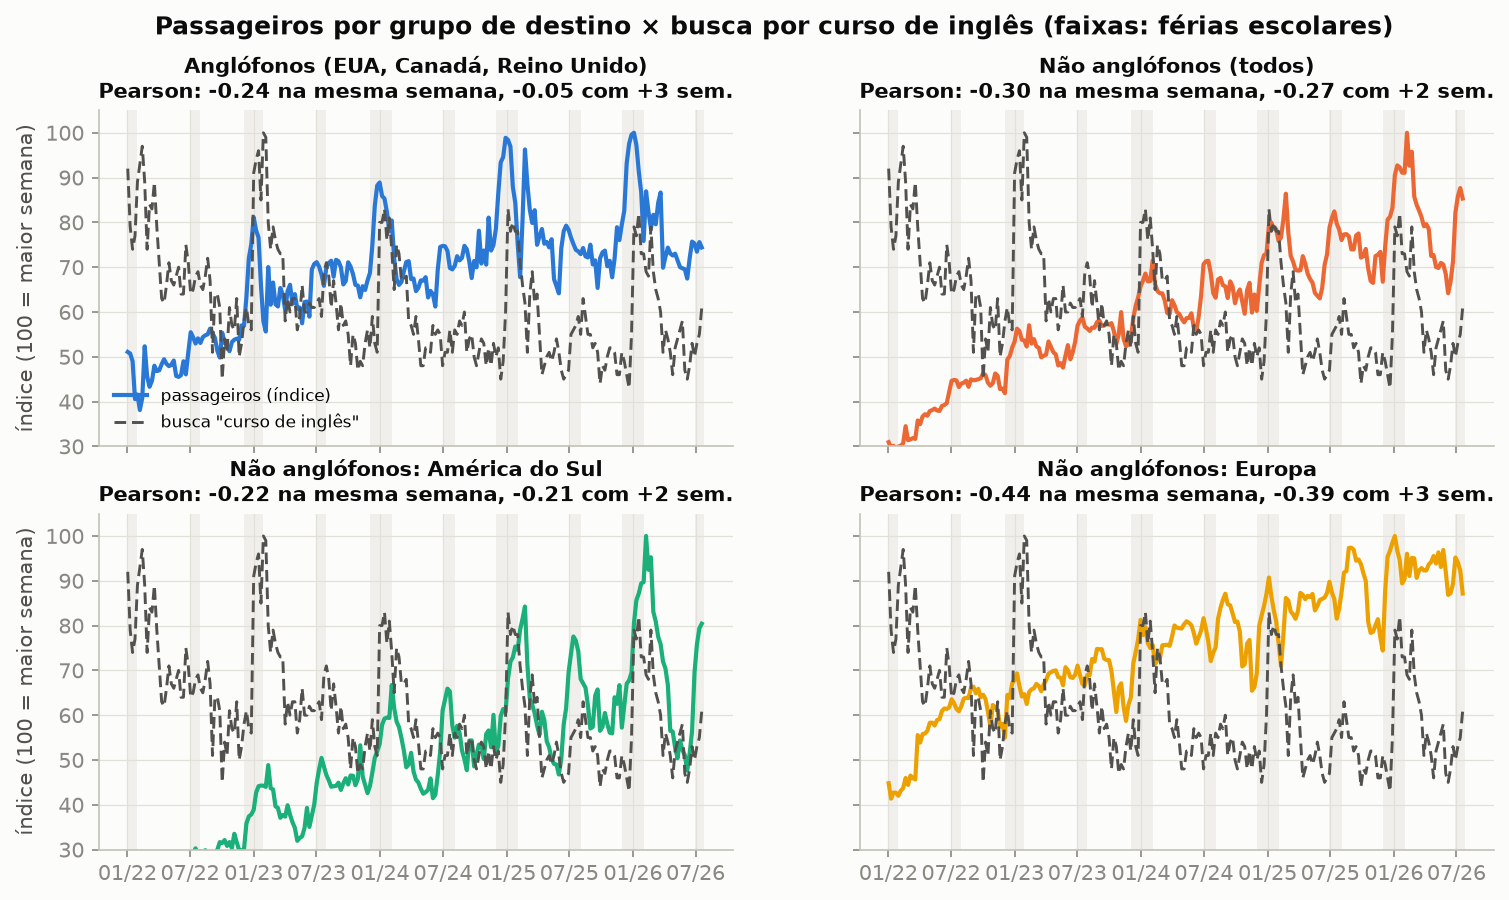 Passageiros por grupo de destino × busca por curso de inglês (faixas: férias escolares)
Anglófonos (EUA, Canadá, Reino Unido)
Pearson: -0.24 na mesma semana, -0.05 com +3 sem.
índice (100 = maior semana)
100
90
80
70
60
50
40
30
passageiros (índice)
busca "curso de inglês"
Não anglófonos (todos)
Pearson: -0.30 na mesma semana, -0.27 com +2 sem.
Não anglófonos: América do Sul
Pearson: -0.22 na mesma semana, -0.21 com +2 sem.
índice (100 = maior semana)
100
90
80
70
60
50
40
30
01/22 07/22 01/23 07/23 01/24 07/24 01/25 07/25 01/26 07/26
Não anglófonos: Europa
Pearson: -0.44 na mesma semana, -0.39 com +3 sem.
01/22 07/22 01/23 07/23 01/24 07/24 01/25 07/25 01/26 07/26